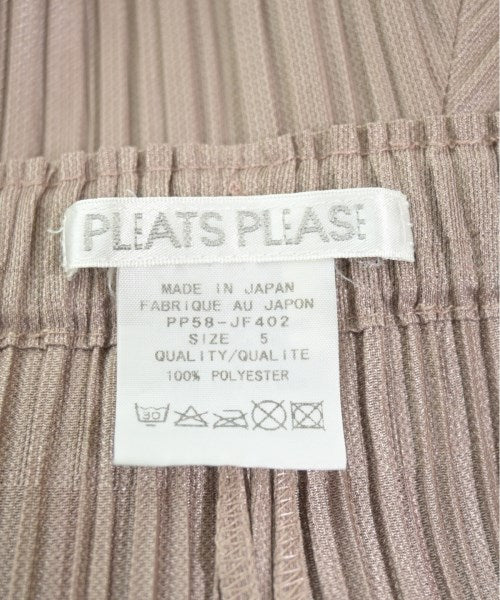 PLEATS PLEASE
MADE IN JAPAN
FABRIQUE AU JAPON
PP58-JF402
SIZE 5
QUALITY/QUALITE
100% POLYESTER
30